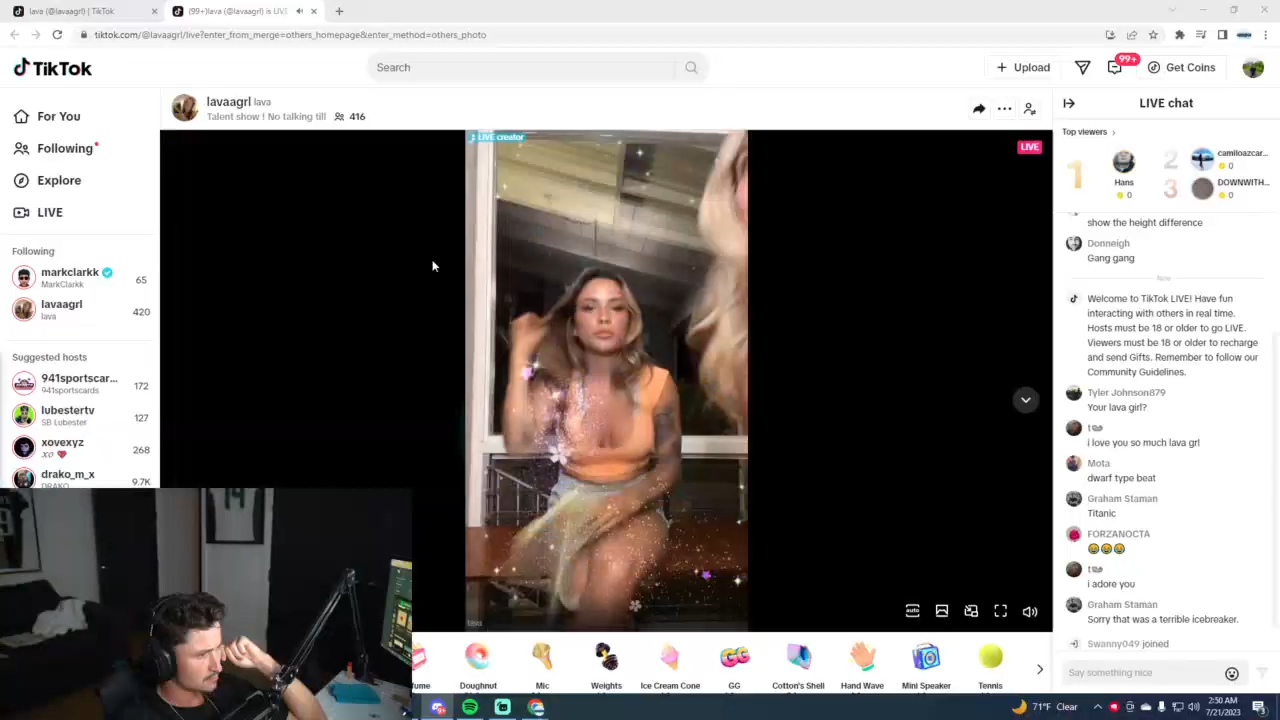 lava (@lavaagrl) | TikTok
(99+)lava (@lavaagrl) is LIVE
tiktok.com/@lavaagrl/live?enter_from_merge=others_homepage&enter_method=others_photo
TikTok
Search
Upload
99+
Get Coins
For You
Following
Explore
LIVE
Following
markclarkk
MarkClarkk
65
lavaagrl
lava
420
Suggested hosts
941sportscar...
941sportscards
172
lubestertv
SB Lubester
127
xovexyz
xo
268
drako_m_x
DRAKO
9.7K
lavaagrl lava
Talent show ! No talking till
416
LIVE creator
LIVE
auto
Doughnut
Mic
Weights
Ice Cream Cone
GG
Cotton's Shell
Hand Wave
Mini Speaker
Tennis
LIVE chat
Top viewers
1
Hans
0
2
camiloazcar...
0
3
DOWNWITH...
0
show the height difference
Donneigh
Gang gang
Now
Welcome to TikTok LIVE! Have fun
interacting with others in real time.
Hosts must be 18 or older to go LIVE.
Viewers must be 18 or older to recharge
and send Gifts. Remember to follow our
Community Guidelines.
Tyler Johnson879
Your lava girl?
i love you so much lava grl
Mota
dwarf type beat
Graham Staman
Titanic
FORZANOCTA
i adore you
Graham Staman
Sorry that was a terrible icebreaker.
Swanny049 joined
Say something nice
71°F Clear
2:50 AM
7/21/2023